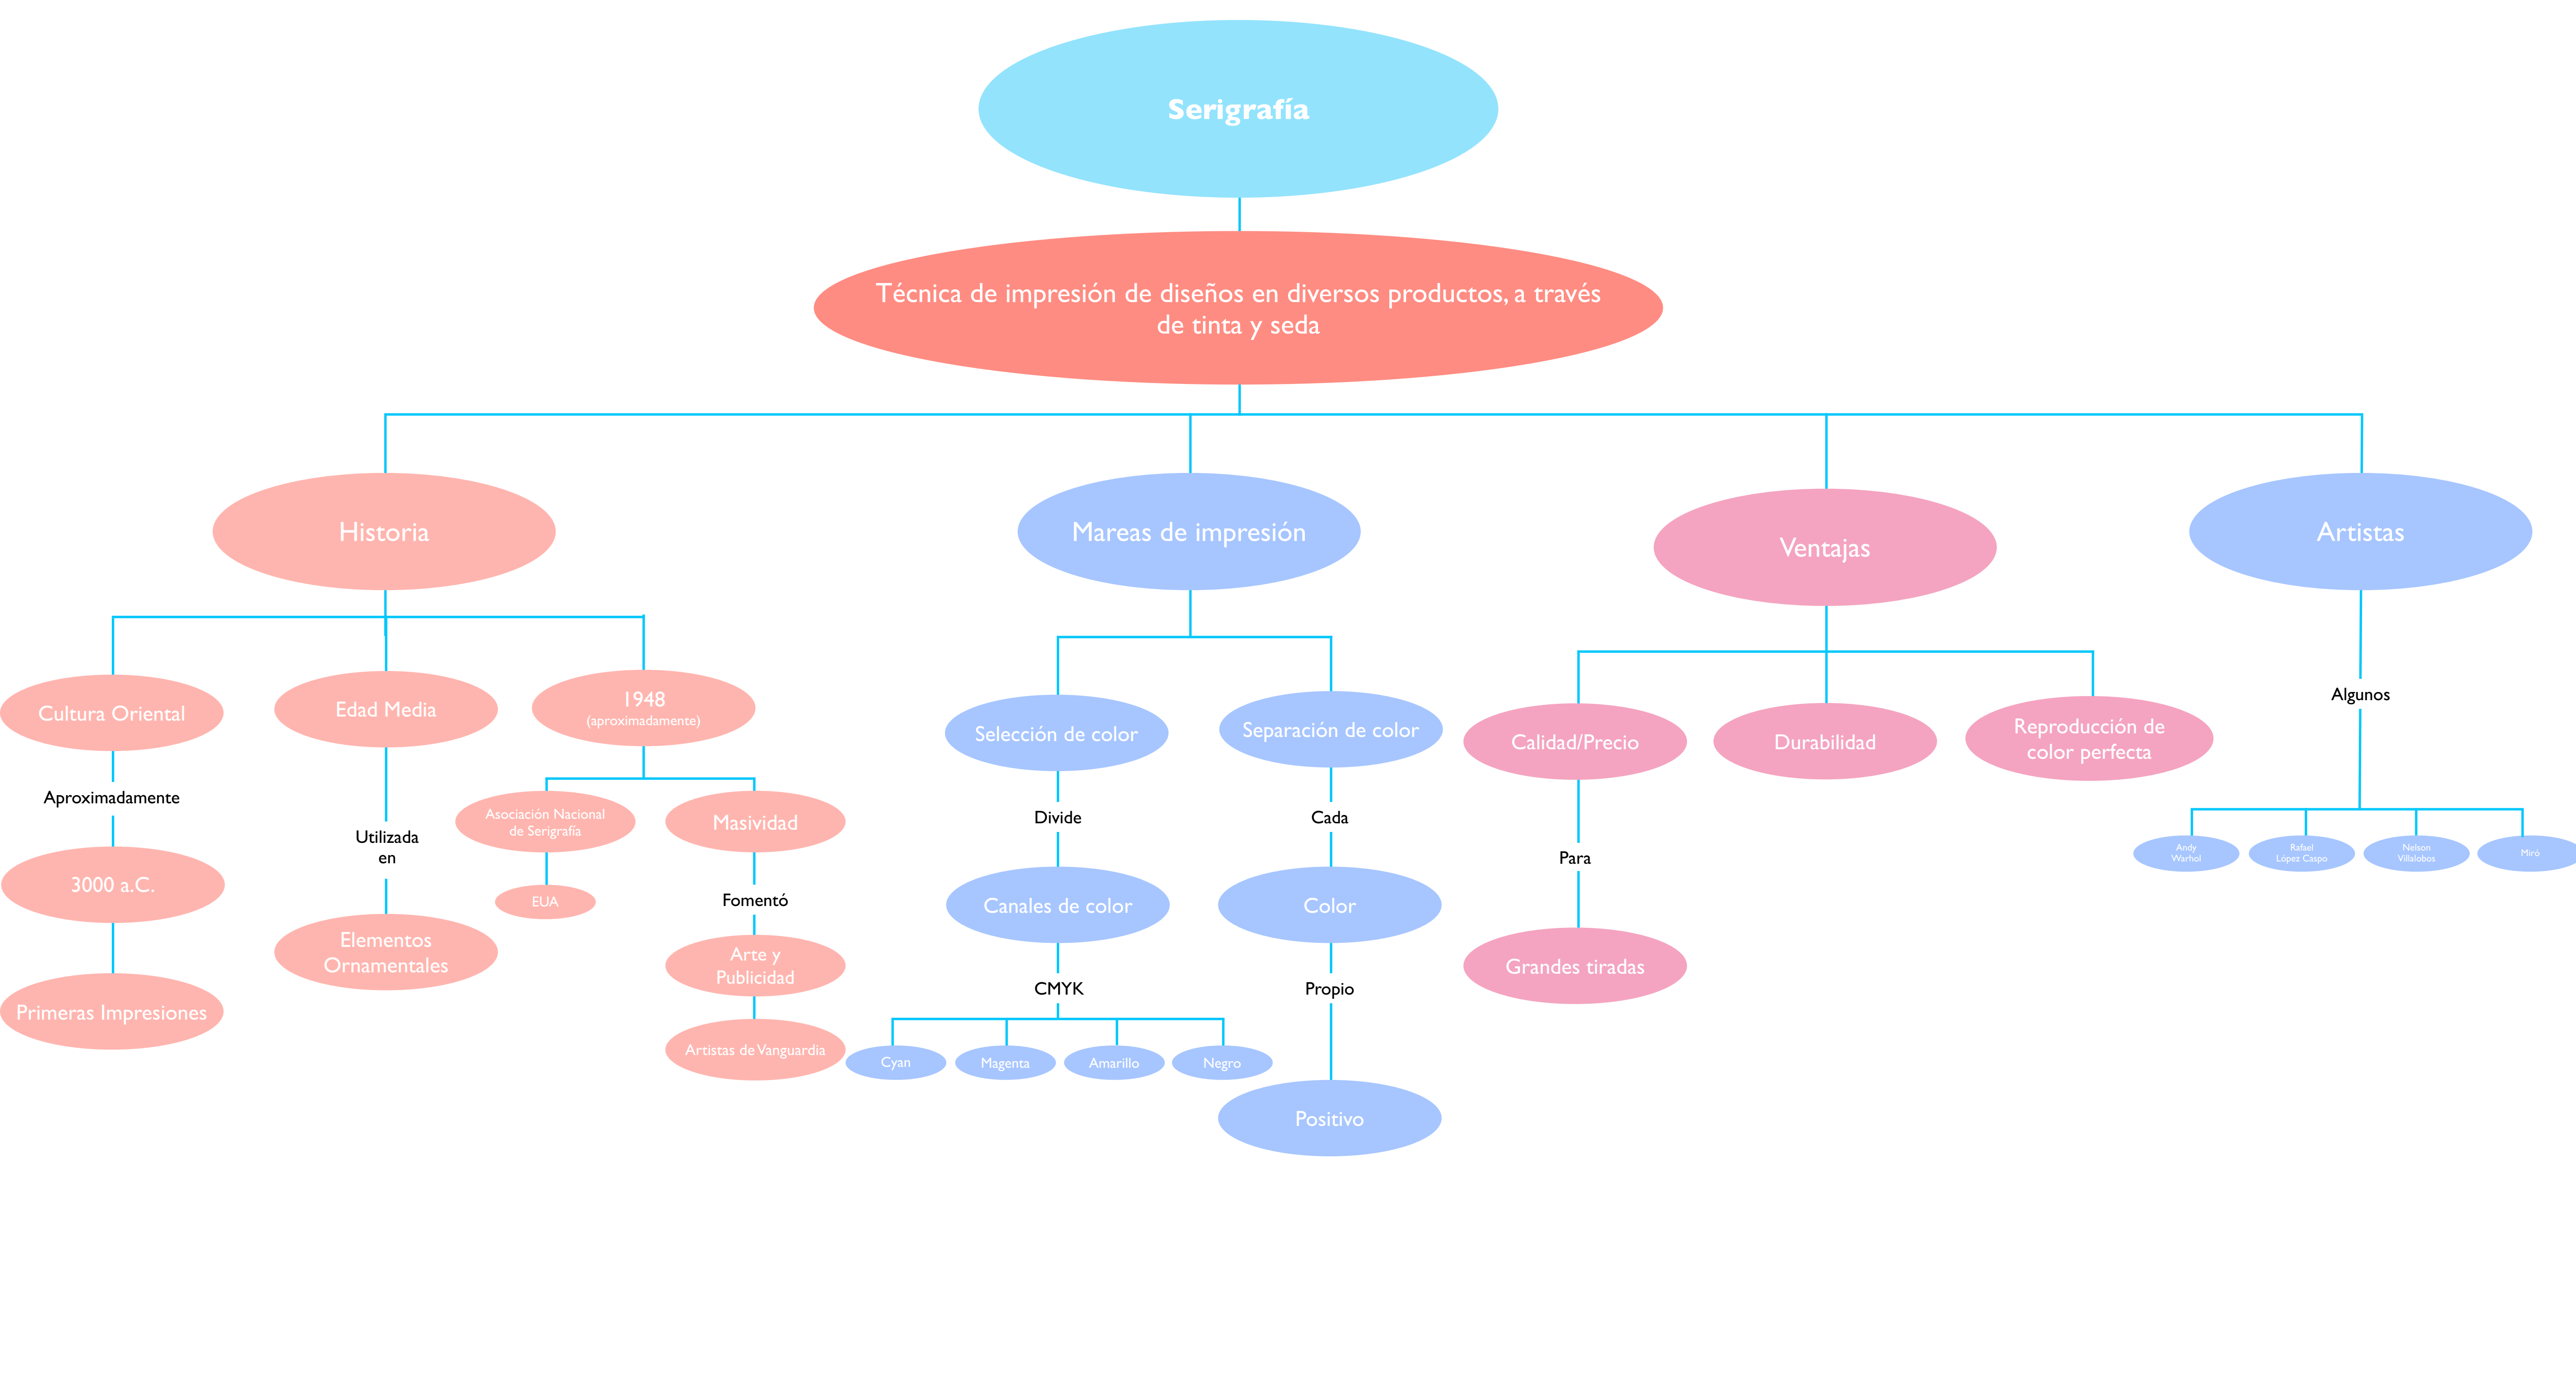 Serigrafía
Técnica de impresión de diseños en diversos productos, a través
de tinta y seda
Historia
Mareas de impresión
Ventajas
Artistas
Cultura Oriental
Edad Media
1948
(aproximadamente)
Selección de color
Separación de color
Calidad/Precio
Durabilidad
Reproducción de
color perfecta
Algunos
Aproximadamente
Utilizada
en
Asociación Nacional
de Serigrafía
Masividad
Divide
Cada
Para
Andy
Warhol
Rafael
López Caspo
Nelson
Villalobos
Miró
3000 a.C.
EUA
Fomentó
Canales de color
Color
Elementos
Ornamentales
Arte y
Publicidad
Grandes tiradas
CMYK
Propio
Primeras Impresiones
Artistas de Vanguardia
Cyan
Magenta
Amarillo
Negro
Positivo